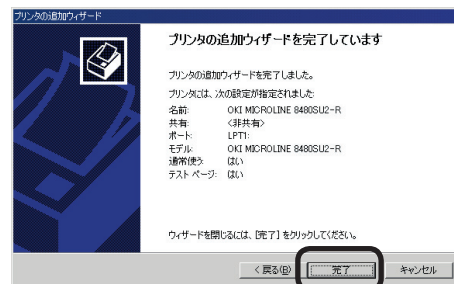 プリンタの追加ウィザード
プリンタの追加ウィザードを完了しています
プリンタの追加ウィザードを完了しました。
プリンタには、次の設定が指定されました:
名前: OKI MICROLINE 8480SU2-R
共有: <非共有>
ポート: LPT1:
モデル: OKI MICROLINE 8480SU2-R
通常使う: はい
テスト ページ: はい
ウィザードを閉じるには、[完了] をクリックしてください。
< 戻る(B) 完了 キャンセル